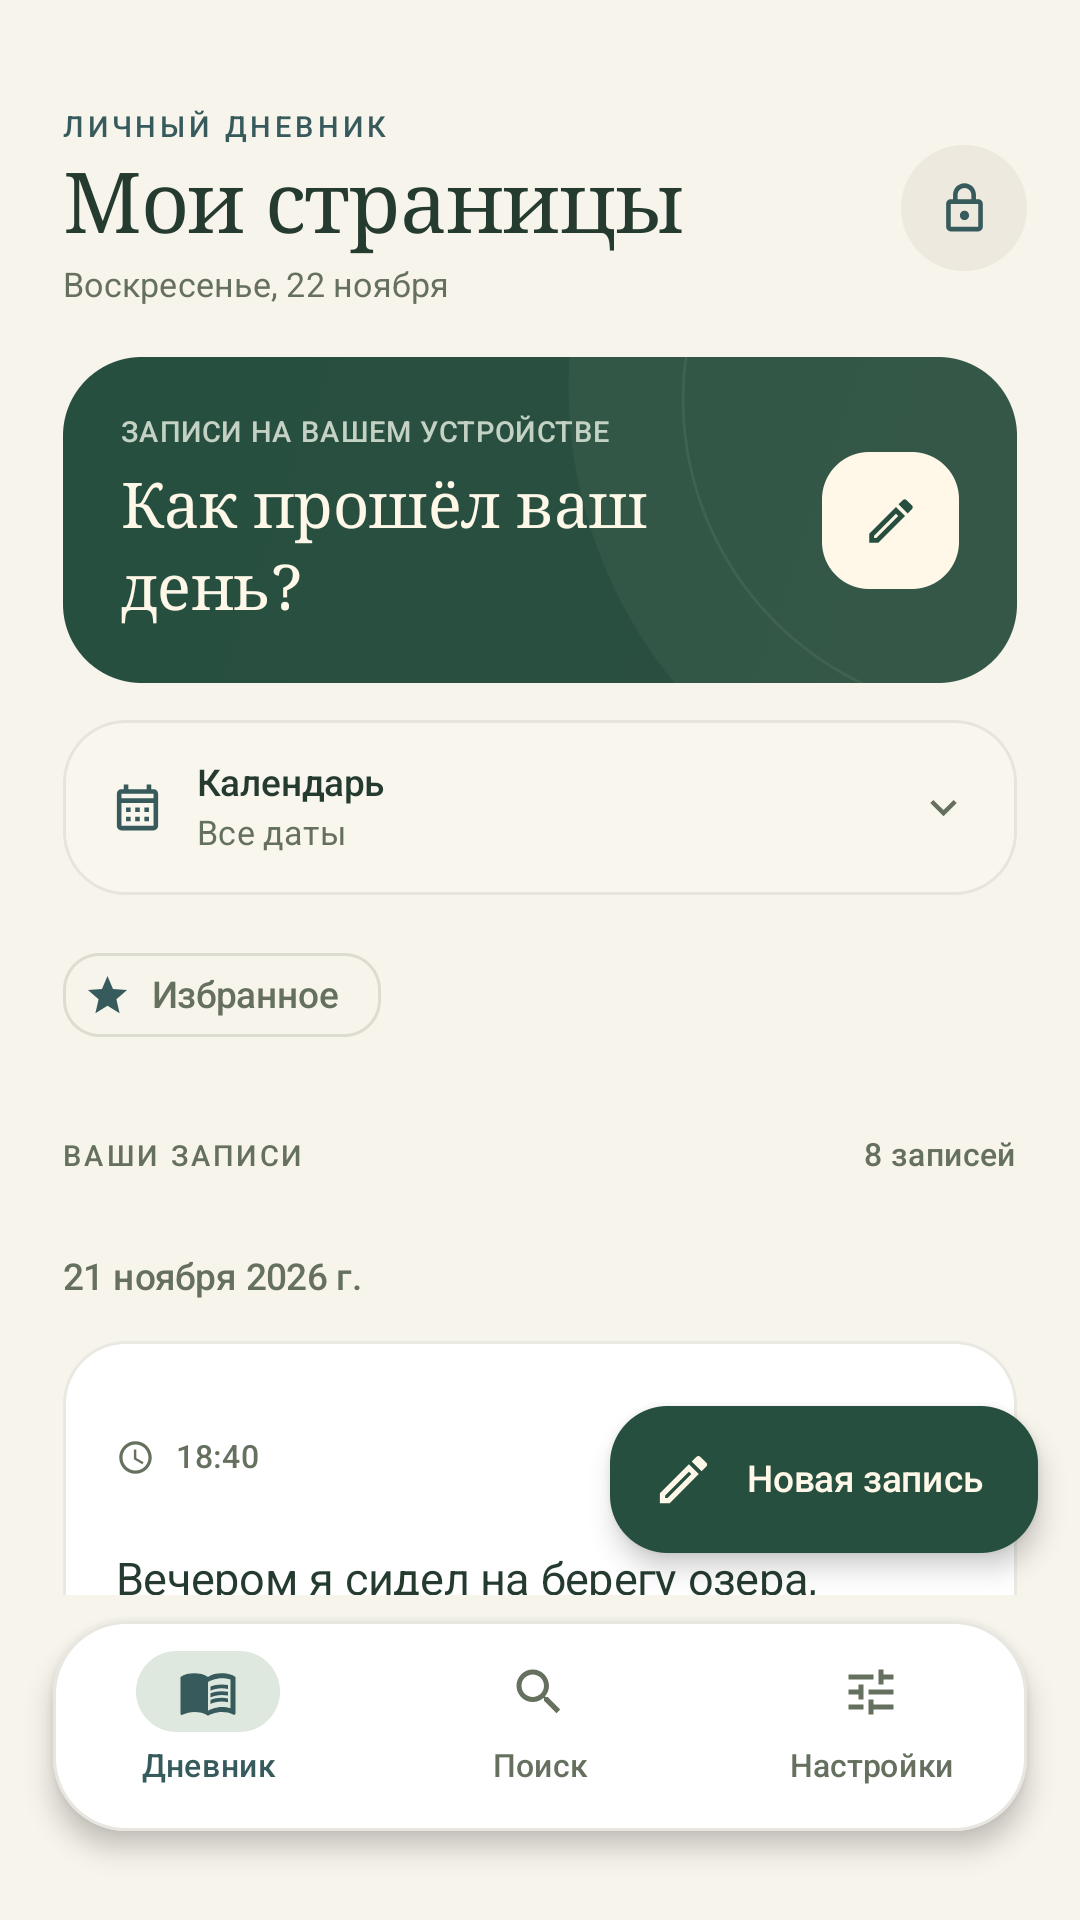 ЛИЧНЫЙ ДНЕВНИК
Мои страницы
Воскресенье, 22 ноября
ЗАПИСИ НА ВАШЕМ УСТРОЙСТВЕ
Как прошёл ваш
день?
Календарь
Все даты
Избранное
ВАШИ ЗАПИСИ
8 записей
21 ноября 2026 г.
18:40
Новая запись
Вечером я сидел на берегу озера,
Дневник
Поиск
Настройки